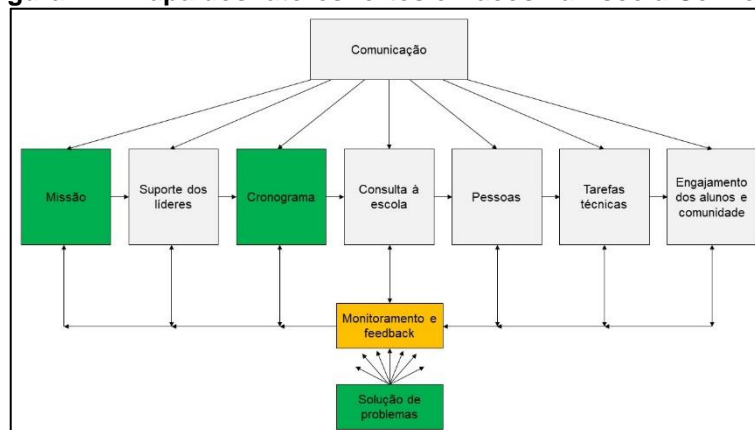 Comunicação
Missão
Suporte dos
líderes
Cronograma
Consulta à
escola
Pessoas
Tarefas
técnicas
Engajamento
dos alunos e
comunidade
Monitoramento e
feedback
Solução de
problemas